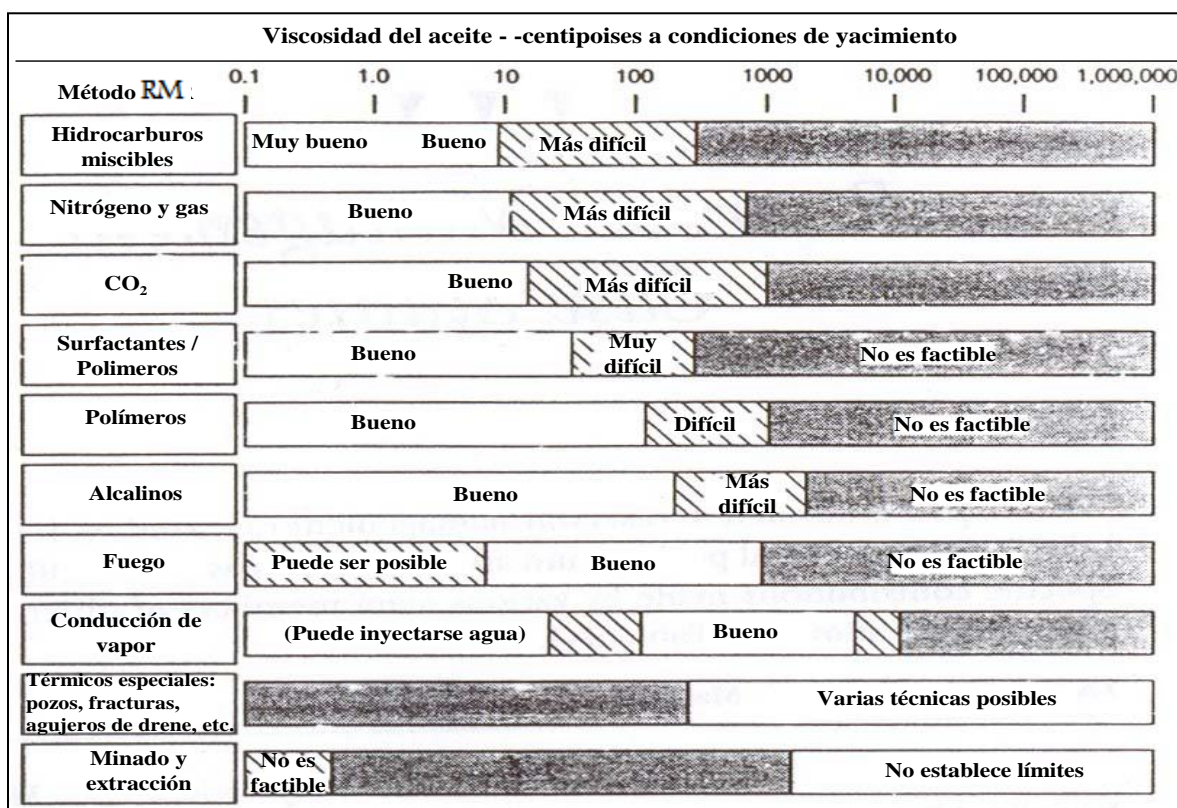 Viscosidad del aceite - -centipoises a condiciones de yacimiento
Método RM :
0.1 1.0 10 100 1000 10,000 100,000 1,000,000
Hidrocarburos
miscibles
Muy bueno Bueno Más difícil
Nitrógeno y gas
Bueno Más difícil
CO₂
Bueno Más difícil
Surfactantes /
Polimeros
Bueno Muy
difícil No es factible
Polímeros
Bueno Difícil No es factible
Alcalinos
Bueno Más
difícil No es factible
Fuego
Puede ser posible Bueno No es factible
Conducción de
vapor
(Puede inyectarse agua) Bueno
Térmicos especiales:
pozos, fracturas,
agujeros de drene, etc.
Varias técnicas posibles
Minado y
extracción
No es
factible No establece límites